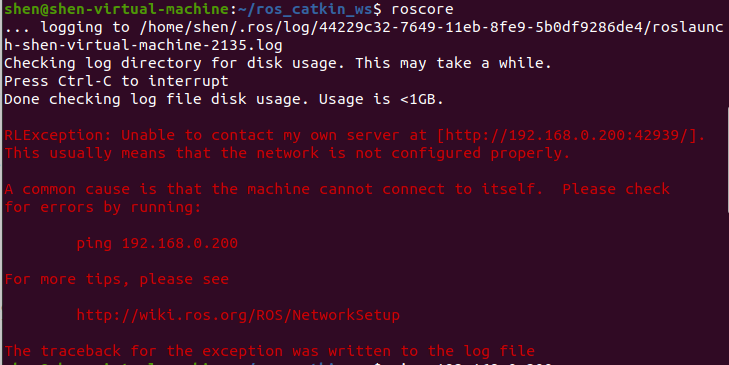 shen@shen-virtual-machine:~/ros_catkin_ws$ roscore
... logging to /home/shen/.ros/log/44229c32-7649-11eb-8fe9-5b0df9286de4/roslaunc
h-shen-virtual-machine-2135.log
Checking log directory for disk usage. This may take a while.
Press Ctrl-C to interrupt
Done checking log file disk usage. Usage is <1GB.
RLException: Unable to contact my own server at [http://192.168.0.200:42939/].
This usually means that the network is not configured properly.
A common cause is that the machine cannot connect to itself.  Please check
for errors by running:
ping 192.168.0.200
For more tips, please see
http://wiki.ros.org/ROS/NetworkSetup
The traceback for the exception was written to the log file